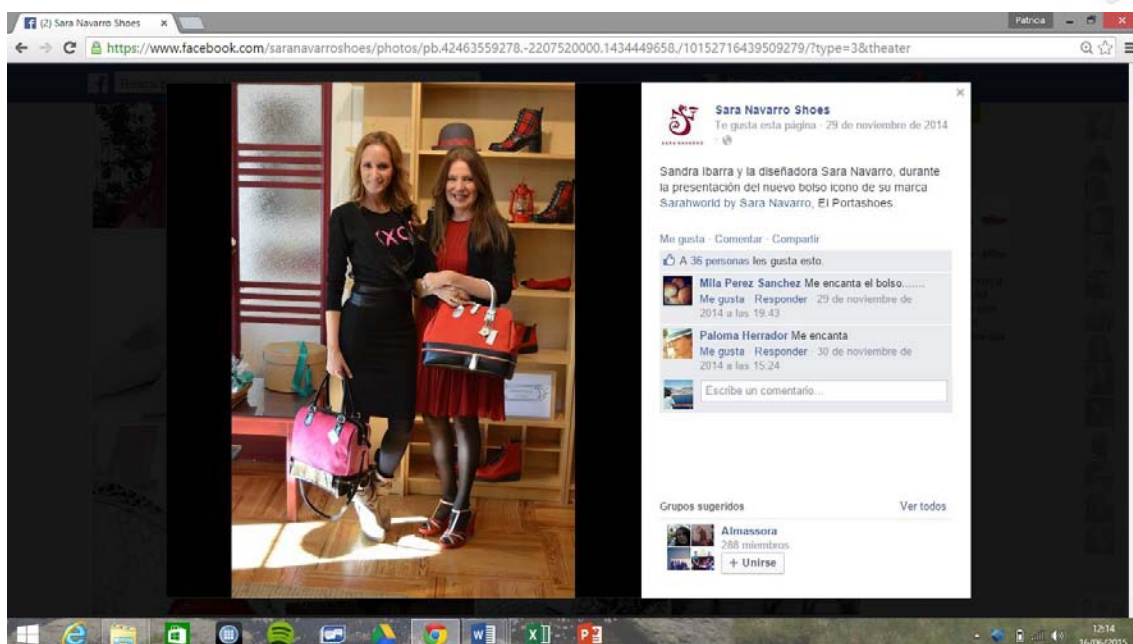 (2) Sara Navarro Shoes
Patricia
https://www.facebook.com/saranavarroshoes/photos/pb.42463559278.-2207520000.1434449658./10152716439509279/?type=3&theater
Sara Navarro Shoes
Te gusta esta página · 29 de noviembre de 2014
SARA NAVARRO
Sandra Ibarra y la diseñadora Sara Navarro, durante
la presentación del nuevo bolso icono de su marca
Sarahworld by Sara Navarro, El Portashoes.
Me gusta · Comentar · Compartir
A 36 personas les gusta esto.
Mila Perez Sanchez Me encanta el bolso.......
Me gusta · Responder · 29 de noviembre de
2014 a las 19:43
Paloma Herrador Me encanta
Me gusta · Responder · 30 de noviembre de
2014 a las 15:24
Escribe un comentario...
Grupos sugeridos
Ver todos
Almassora
288 miembros
+ Unirse
12:14
16/06/2015